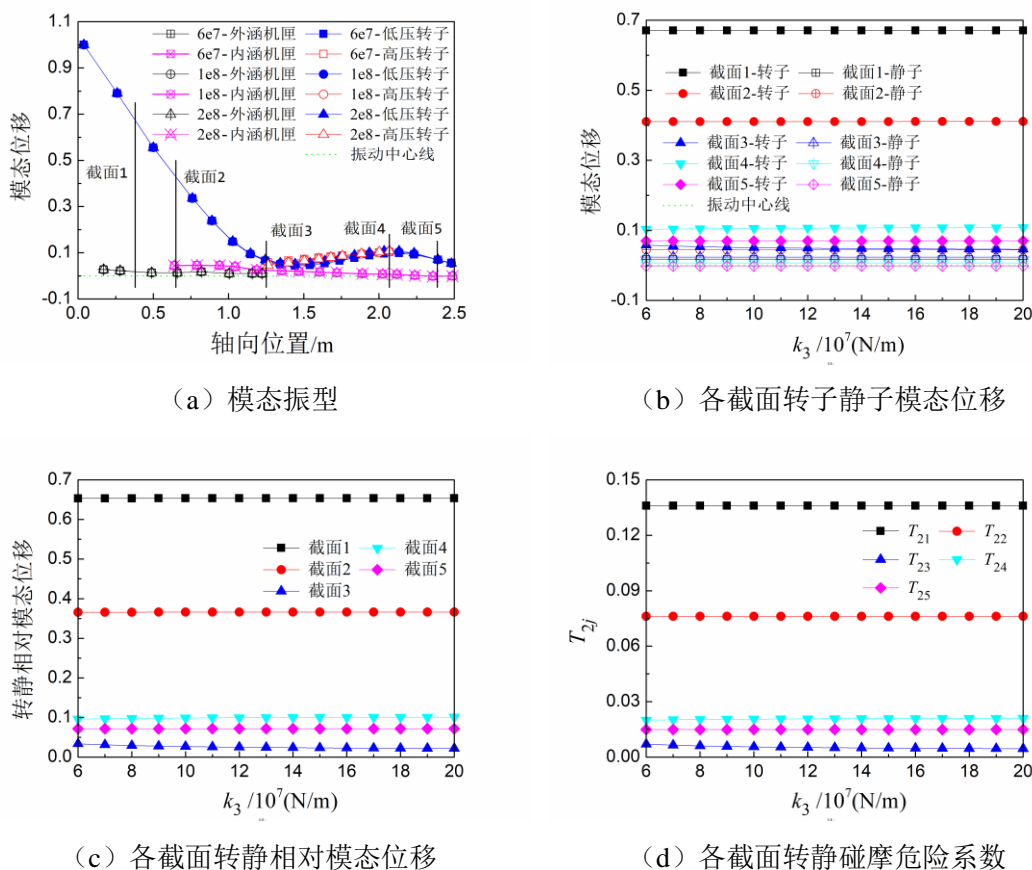 1.1
0.9
0.7
0.5
0.3
0.1
-0.1
模态位移
6e7-外涵机匣 6e7-低压转子
6e7-内涵机匣 6e7-高压转子
1e8-外涵机匣 1e8-低压转子
1e8-内涵机匣 1e8-高压转子
2e8-外涵机匣 2e8-低压转子
2e8-内涵机匣 2e8-高压转子
振动中心线
截面1
截面2
截面3
截面4
截面5
0.0 0.5 1.0 1.5 2.0 2.5
轴向位置/m
（a）模态振型
0.7
0.5
0.3
0.1
-0.1
模态位移
截面1-转子 截面1-静子
截面2-转子 截面2-静子
截面3-转子 截面3-静子
截面4-转子 截面4-静子
截面5-转子 截面5-静子
振动中心线
6 8 10 12 14 16 18 20
k3 /10^7(N/m)
（b）各截面转子静子模态位移
0.7
0.6
0.5
0.4
0.3
0.2
0.1
0.0
转静相对模态位移
截面1 截面4
截面2 截面5
截面3
6 8 10 12 14 16 18 20
k3 /10^7(N/m)
（c）各截面转静相对模态位移
0.15
0.12
0.09
0.06
0.03
0.00
T2j
T21 T22
T23 T24
T25
6 8 10 12 14 16 18 20
k3 /10^7(N/m)
（d）各截面转静碰摩危险系数